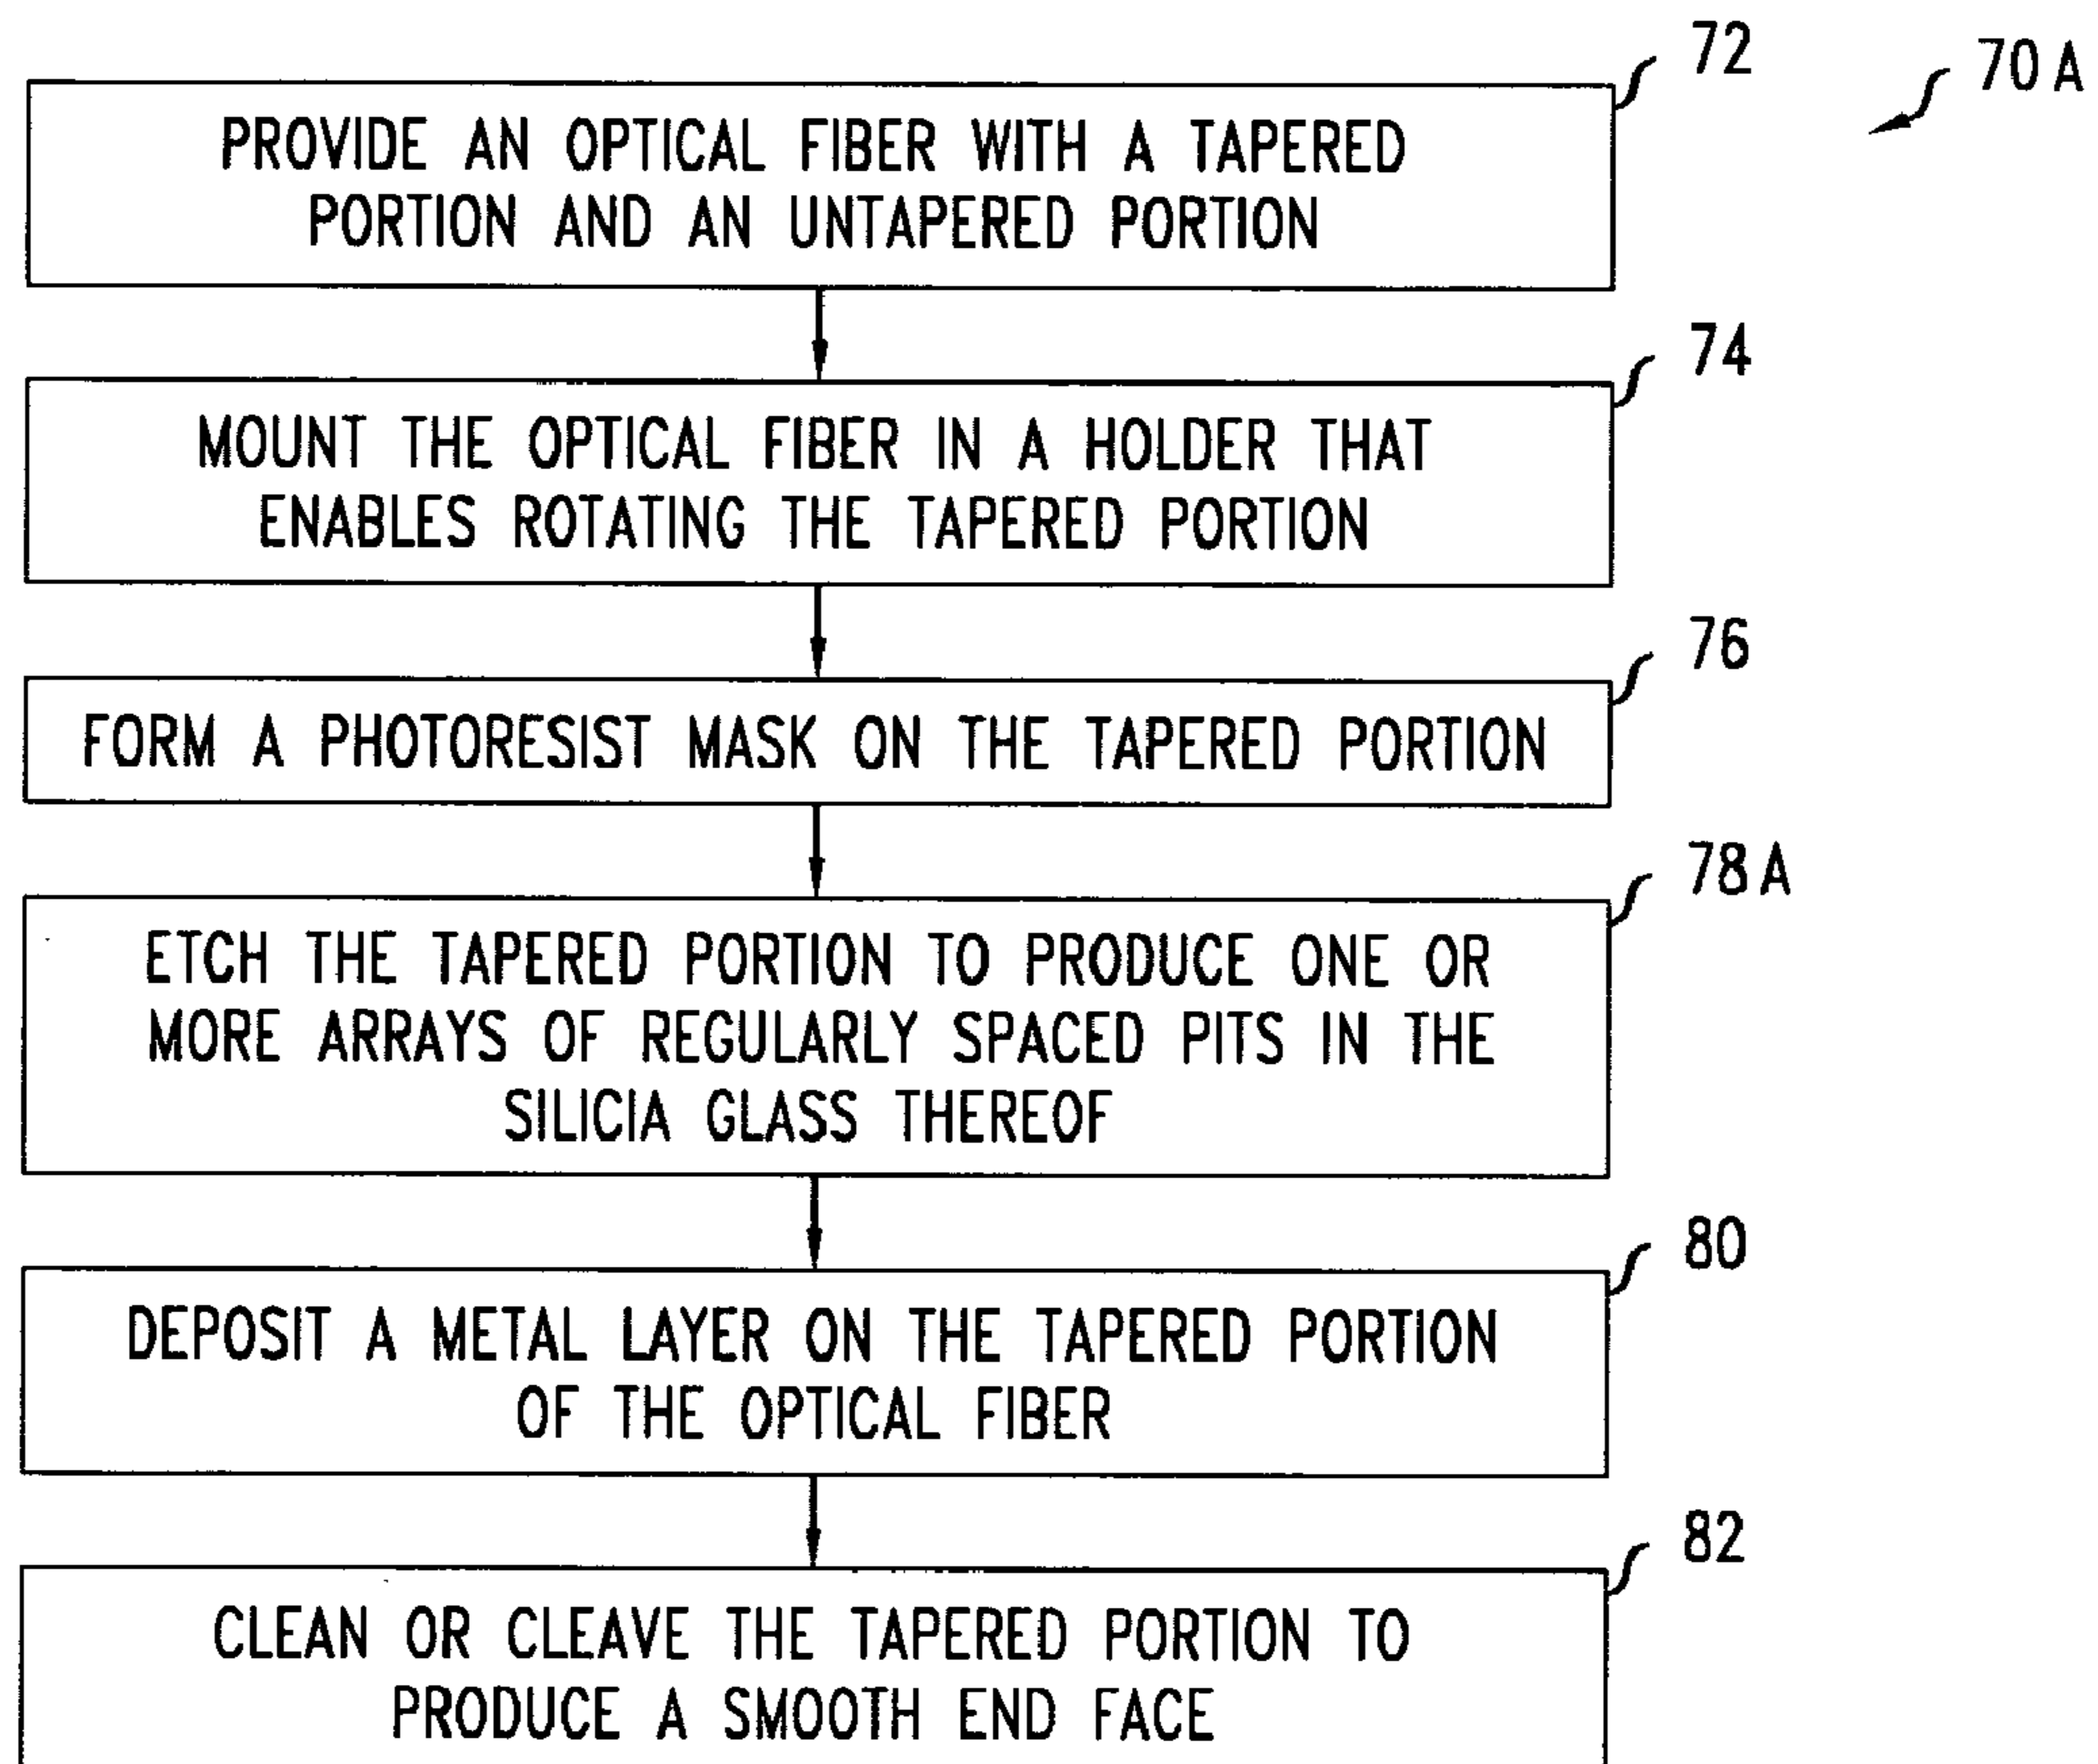 72
70A
PROVIDE AN OPTICAL FIBER WITH A TAPERED
PORTION AND AN UNTAPERED PORTION
74
MOUNT THE OPTICAL FIBER IN A HOLDER THAT
ENABLES ROTATING THE TAPERED PORTION
76
FORM A PHOTORESIST MASK ON THE TAPERED PORTION
78A
ETCH THE TAPERED PORTION TO PRODUCE ONE OR
MORE ARRAYS OF REGULARLY SPACED PITS IN THE
SILICIA GLASS THEREOF
80
DEPOSIT A METAL LAYER ON THE TAPERED PORTION
OF THE OPTICAL FIBER
82
CLEAN OR CLEAVE THE TAPERED PORTION TO
PRODUCE A SMOOTH END FACE